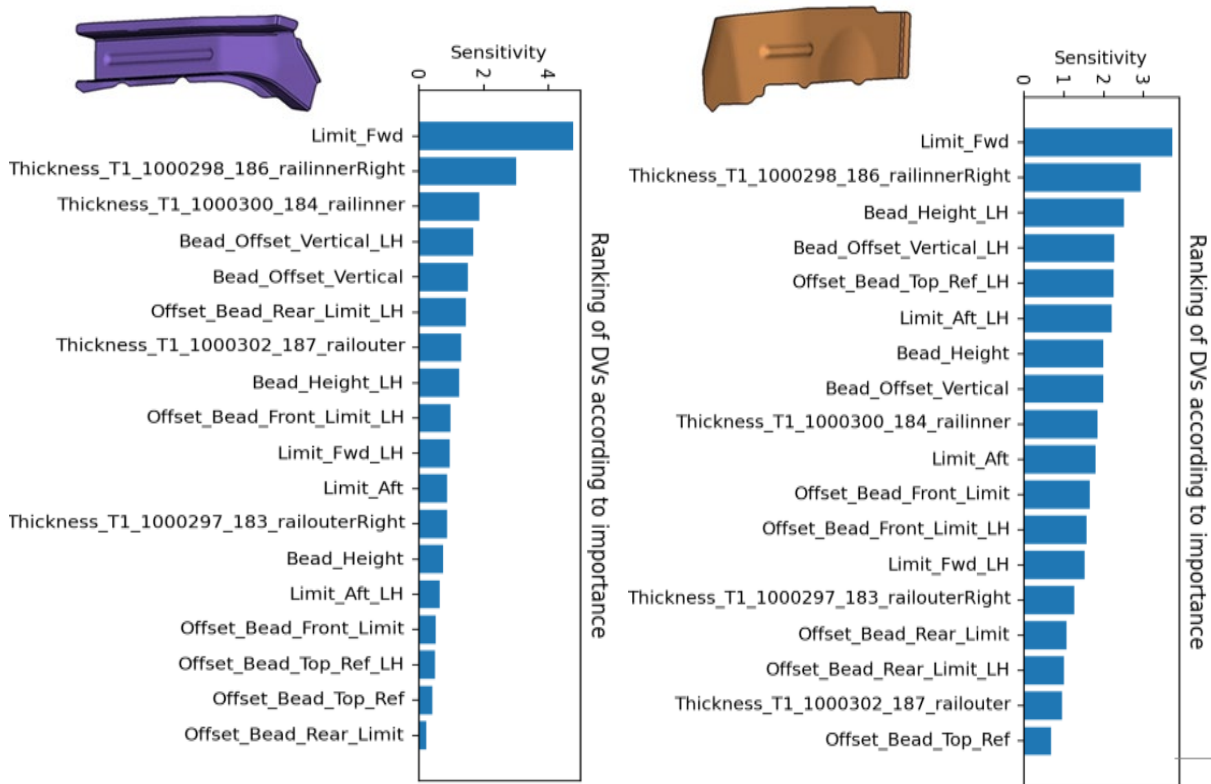 Sensitivity
0 2 4
Limit_Fwd
Thickness_T1_1000298_186_railinnerRight
Thickness_T1_1000300_184_railinner
Bead_Offset_Vertical_LH
Bead_Offset_Vertical
Offset_Bead_Rear_Limit_LH
Thickness_T1_1000302_187_railouter
Bead_Height_LH
Offset_Bead_Front_Limit_LH
Limit_Fwd_LH
Limit_Aft
Thickness_T1_1000297_183_railouterRight
Bead_Height
Limit_Aft_LH
Offset_Bead_Front_Limit
Offset_Bead_Top_Ref_LH
Offset_Bead_Top_Ref
Offset_Bead_Rear_Limit
Ranking of DVs according to importance
Sensitivity
0 1 2 3
Limit_Fwd
Thickness_T1_1000298_186_railinnerRight
Bead_Height_LH
Bead_Offset_Vertical_LH
Offset_Bead_Top_Ref_LH
Limit_Aft_LH
Bead_Height
Bead_Offset_Vertical
Thickness_T1_1000300_184_railinner
Limit_Aft
Offset_Bead_Front_Limit
Offset_Bead_Front_Limit_LH
Limit_Fwd_LH
Thickness_T1_1000297_183_railouterRight
Offset_Bead_Rear_Limit
Offset_Bead_Rear_Limit_LH
Thickness_T1_1000302_187_railouter
Offset_Bead_Top_Ref
Ranking of DVs according to importance